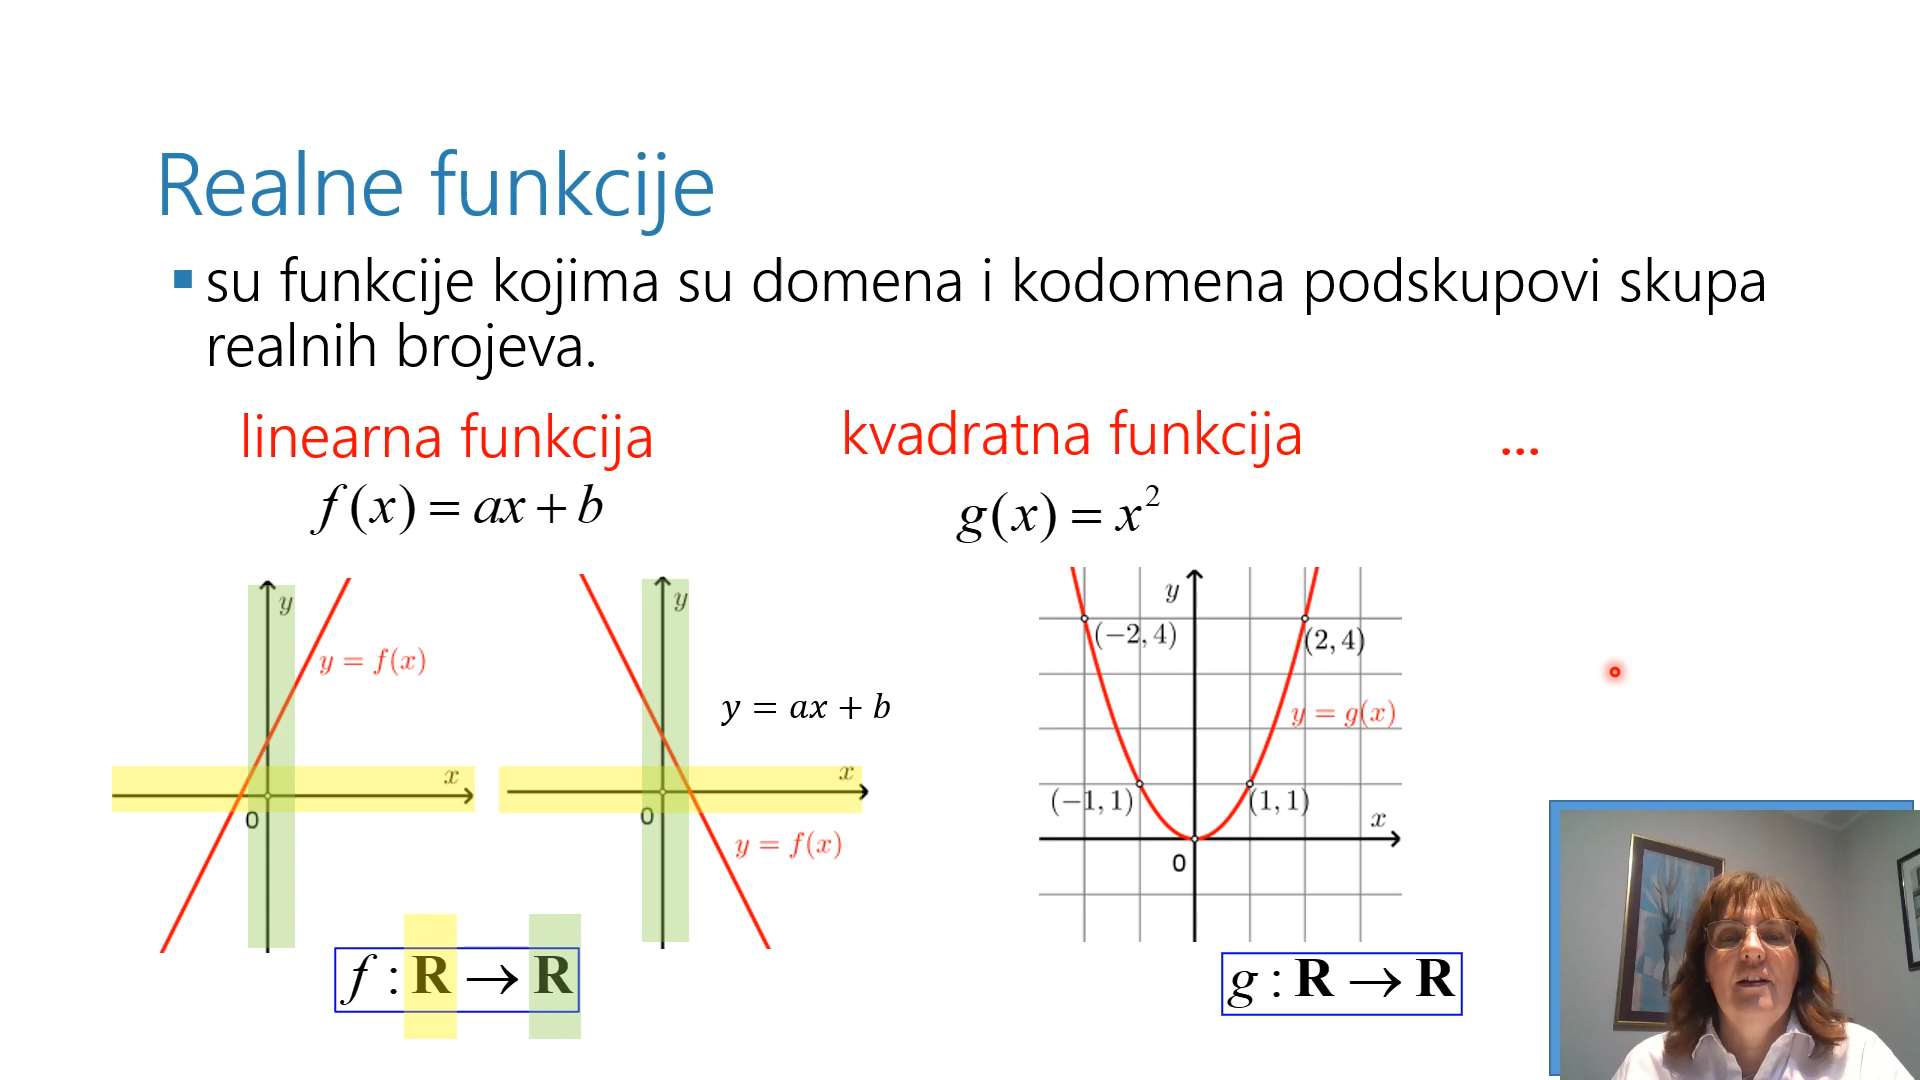 Realne funkcije
su funkcije kojima su domena i kodomena podskupovi skupa
realnih brojeva.
linearna funkcija
f(x) = ax + b
kvadratna funkcija
g(x) = x²
...
y
y = f(x)
x
0
y
y = ax + b
x
0
y = f(x)
f : R → R
y
(−2, 4)
(2, 4)
y = g(x)
(−1, 1)
(1, 1)
x
0
g : R → R